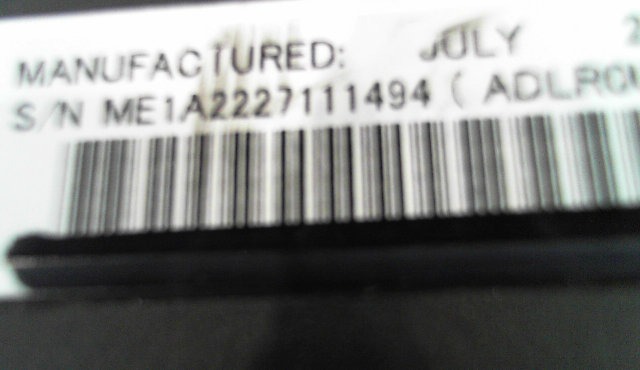 MANUFACTURED: JULY
S/N ME1A2227111494 (